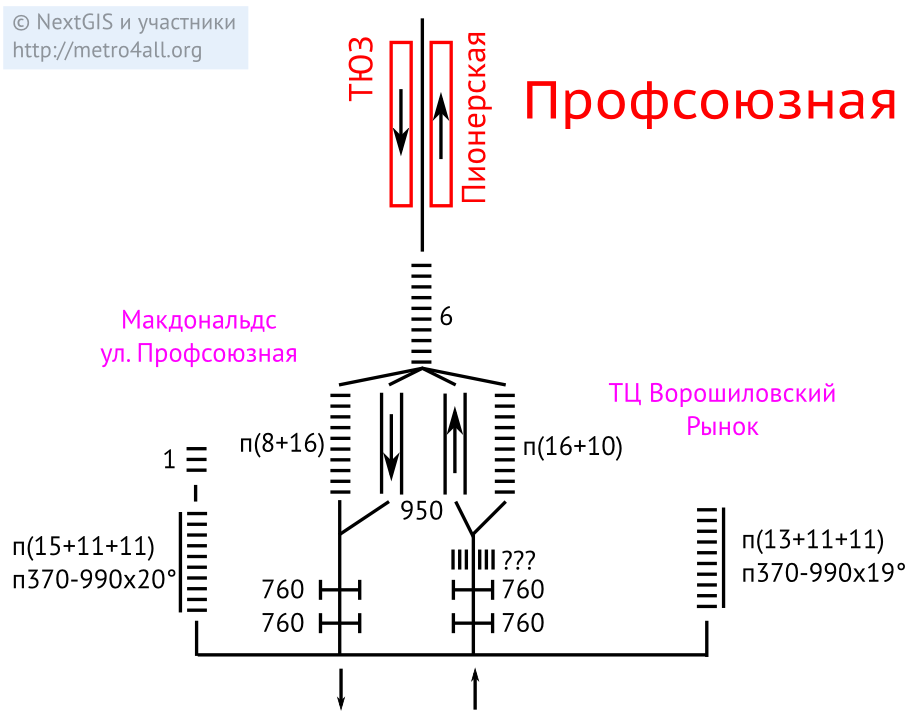 © NextGIS и участники
http://metro4all.org
ТЮЗ
Пионерская
Профсоюзная
6
Макдональдс
ул. Профсоюзная
ТЦ Ворошиловский
Рынок
1
п(8+16)
п(16+10)
950
п(15+11+11)
п370-990x20°
???
760
760
760
760
п(13+11+11)
п370-990x19°